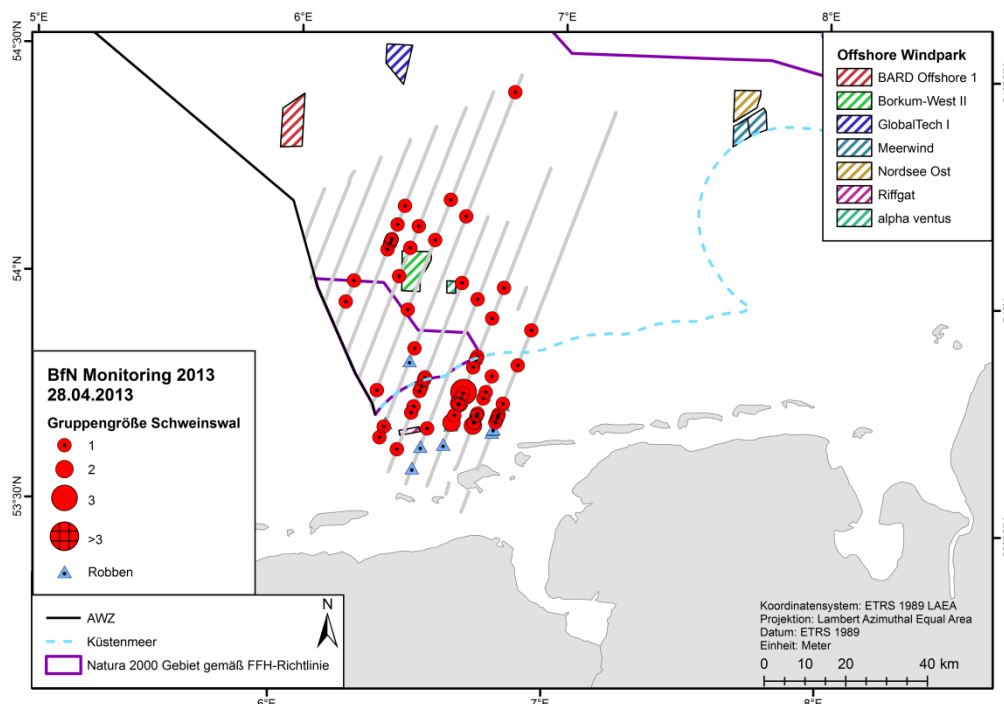 5°E
6°E
7°E
8°E
54°30'N
54°N
53°30'N
Offshore Windpark
BARD Offshore 1
Borkum-West II
GlobalTech I
Meerwind
Nordsee Ost
Riffgat
alpha ventus
BfN Monitoring 2013
28.04.2013
Gruppengröße Schweinswal
1
2
3
>3
Robben
AWZ
Küstenmeer
Natura 2000 Gebiet gemäß FFH-Richtlinie
N
Koordinatensystem: ETRS 1989 LAEA
Projektion: Lambert Azimuthal Equal Area
Datum: ETRS 1989
Einheit: Meter
0 10 20 40 km
6°E
7°E
8°E